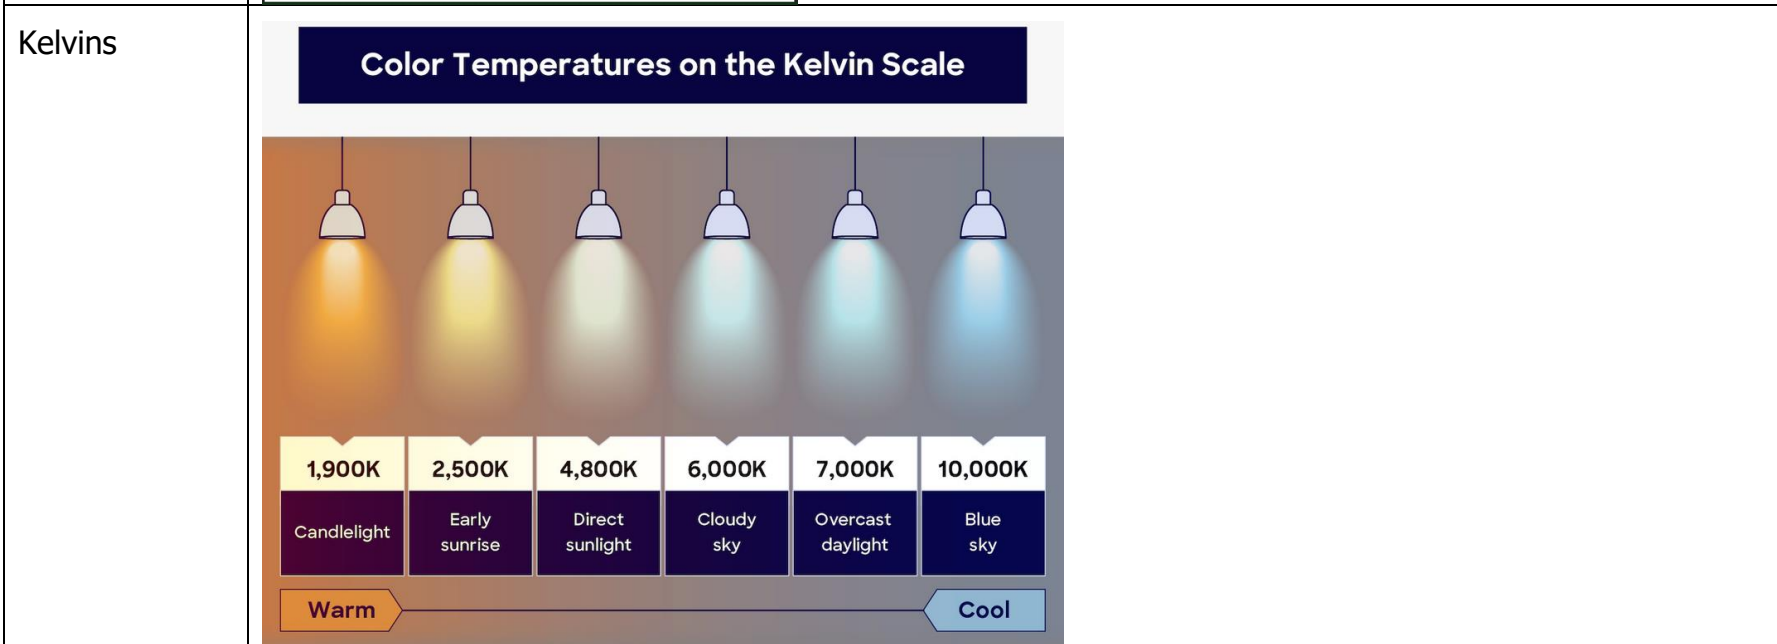 Kelvins
Color Temperatures on the Kelvin Scale
1,900K
2,500K
4,800K
6,000K
7,000K
10,000K
Candlelight
Early
sunrise
Direct
sunlight
Cloudy
sky
Overcast
daylight
Blue
sky
Warm
Cool